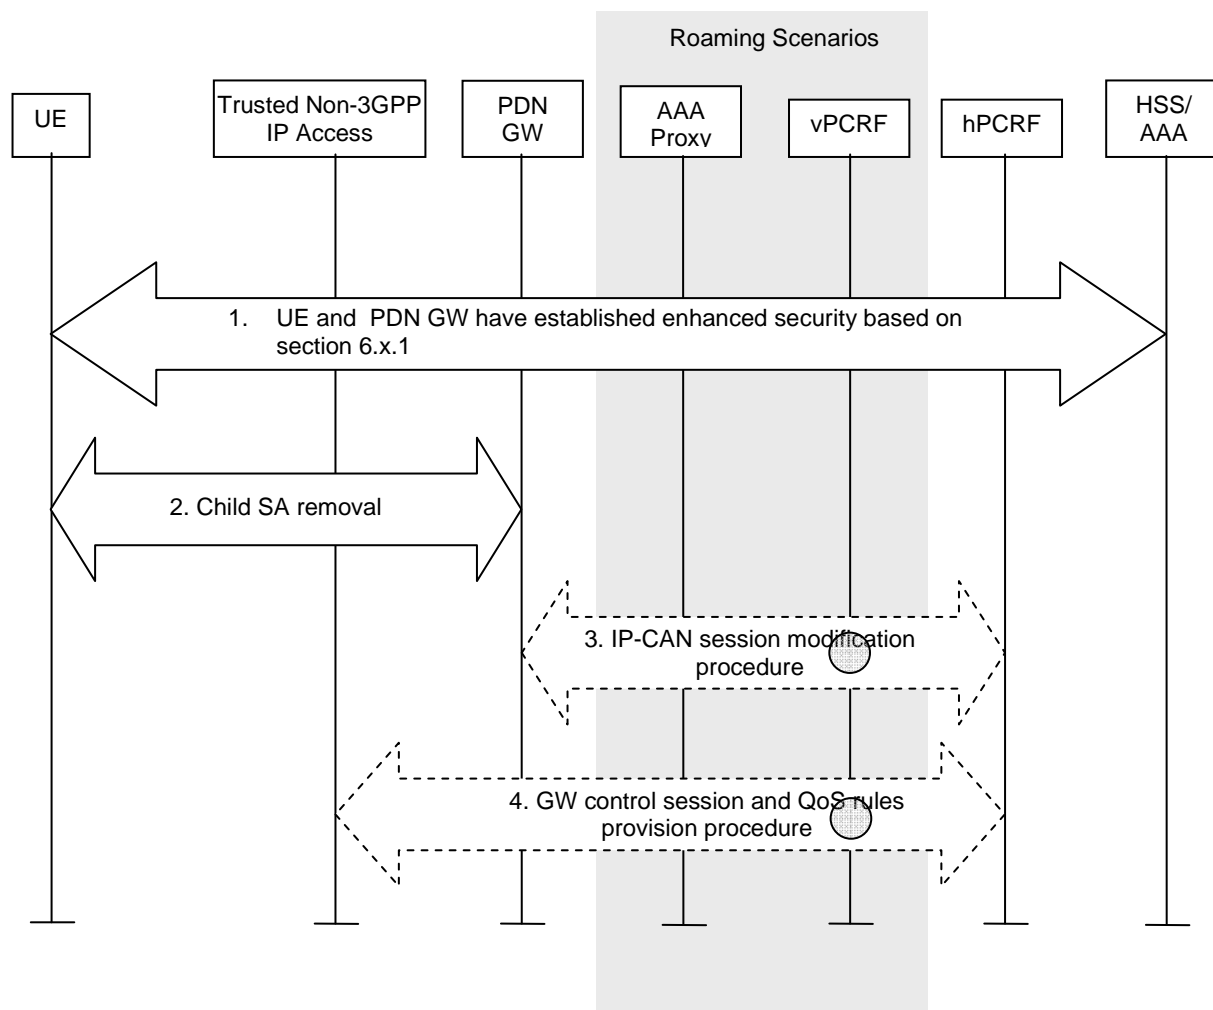 Roaming Scenarios
UE
Trusted Non-3GPP
IP Access
PDN
GW
AAA
Proxy
vPCRF
hPCRF
HSS/
AAA
1. UE and PDN GW have established enhanced security based on
section 6.x.1
2. Child SA removal
3. IP-CAN session modification
procedure
4. GW control session and QoS rules
provision procedure